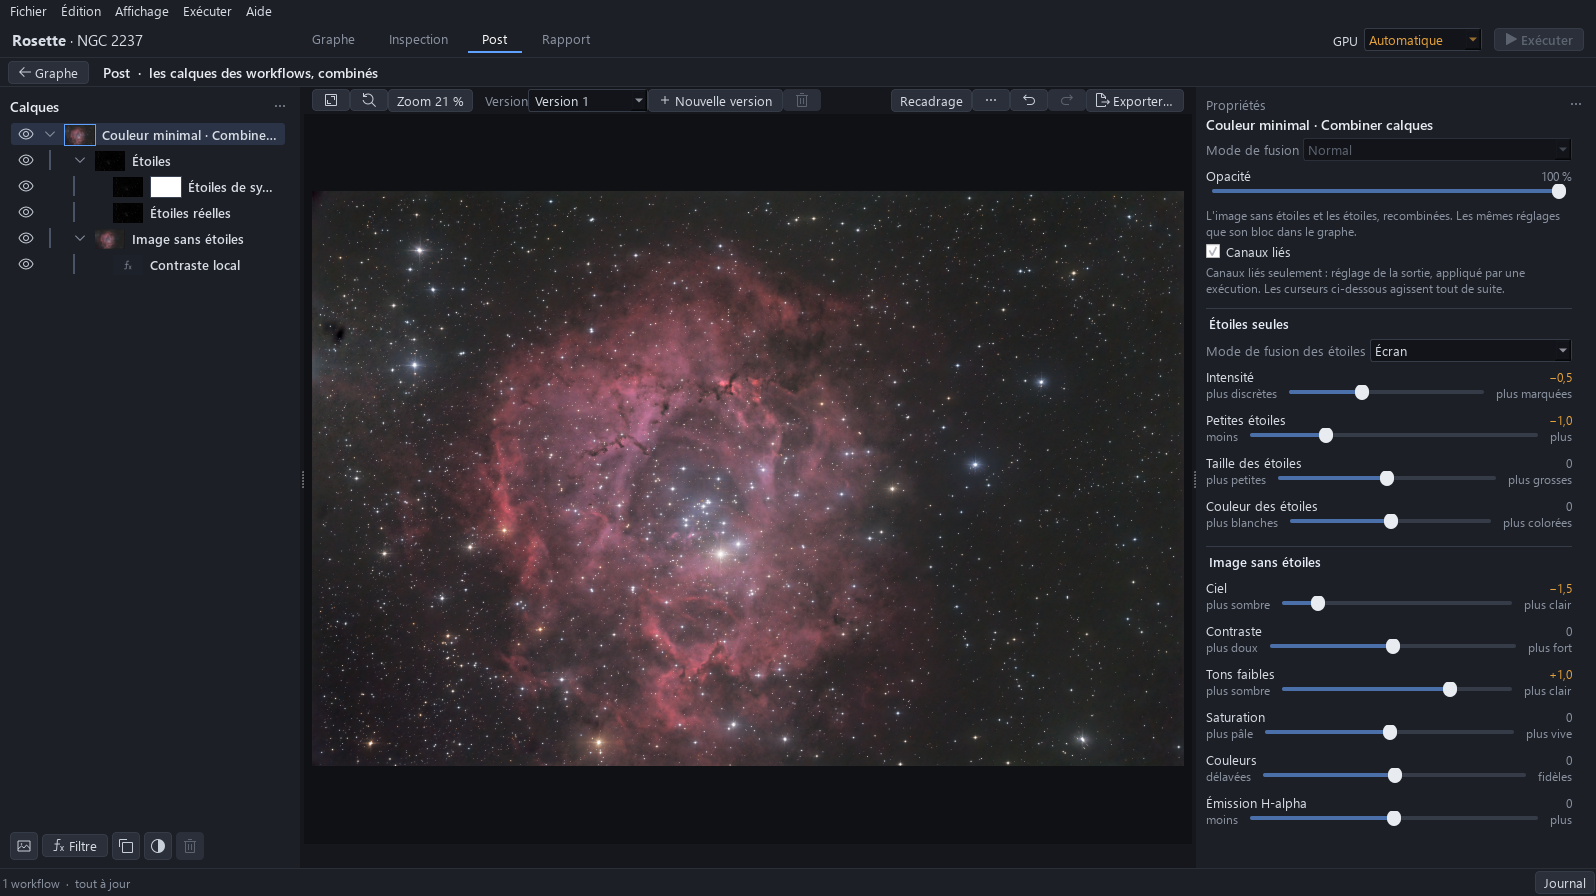 Fichier Édition Affichage Exécuter Aide
Rosette · NGC 2237
Graphe Inspection Post Rapport
GPU Automatique Exécuter
Graphe Post · les calques des workflows, combinés
Calques ...
Couleur minimal · Combine...
Étoiles
Étoiles de sy...
Étoiles réelles
Image sans étoiles
fx Contraste local
Zoom 21 % Version Version 1 + Nouvelle version
Recadrage ... Exporter...
Propriétés ...
Couleur minimal · Combiner calques
Mode de fusion Normal
Opacité 100 %
L'image sans étoiles et les étoiles, recombinées. Les mêmes réglages
que son bloc dans le graphe.
Canaux liés
Canaux liés seulement : réglage de la sortie, appliqué par une
exécution. Les curseurs ci-dessous agissent tout de suite.
Étoiles seules
Mode de fusion des étoiles Écran
Intensité −0,5
plus discrètes plus marquées
Petites étoiles −1,0
moins plus
Taille des étoiles 0
plus petites plus grosses
Couleur des étoiles 0
plus blanches plus colorées
Image sans étoiles
Ciel −1,5
plus sombre plus clair
Contraste 0
plus doux plus fort
Tons faibles +1,0
plus sombre plus clair
Saturation 0
plus pâle plus vive
Couleurs 0
délavées fidèles
Émission H-alpha 0
moins plus
fx Filtre
1 workflow · tout à jour
Journal